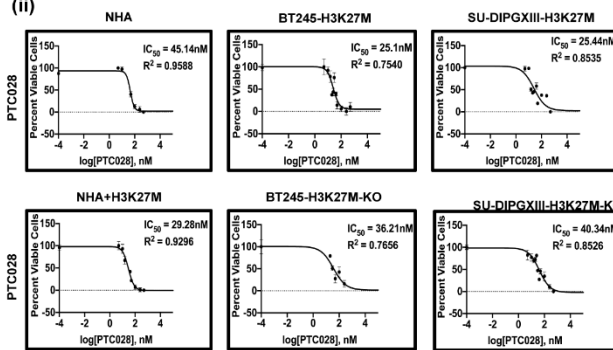 (ii)
NHA
BT245-H3K27M
SU-DIPGXIII-H3K27M
PTC028
Percent Viable Cells
150
100
50
0
-50
IC50 = 45.14nM
R2 = 0.9588
-4
-2
0
2
4
log[PTC028], nM
Percent Viable Cells
150
100
50
0
-50
IC50 = 25.1nM
R2 = 0.7540
-4
-2
0
2
4
log[PTC028], nM
Percent Viable Cells
150
100
50
0
-50
IC50 = 25.44nM
R2 = 0.8535
-4
-2
0
2
4
log[PTC028], nM
NHA+H3K27M
BT245-H3K27M-KO
SU-DIPGXIII-H3K27M-K
PTC028
Percent Viable Cells
150
100
50
0
-50
IC50 = 29.28nM
R2 = 0.9296
-4
-2
0
2
4
log[PTC028], nM
Percent Viable Cells
150
100
50
0
-50
IC50 = 36.21nM
R2 = 0.7656
-4
-2
0
2
4
log[PTC028], nM
Percent Viable Cells
150
100
50
0
-50
IC50 = 40.34nM
R2 = 0.8526
-4
-2
0
2
4
log[PTC028], nM